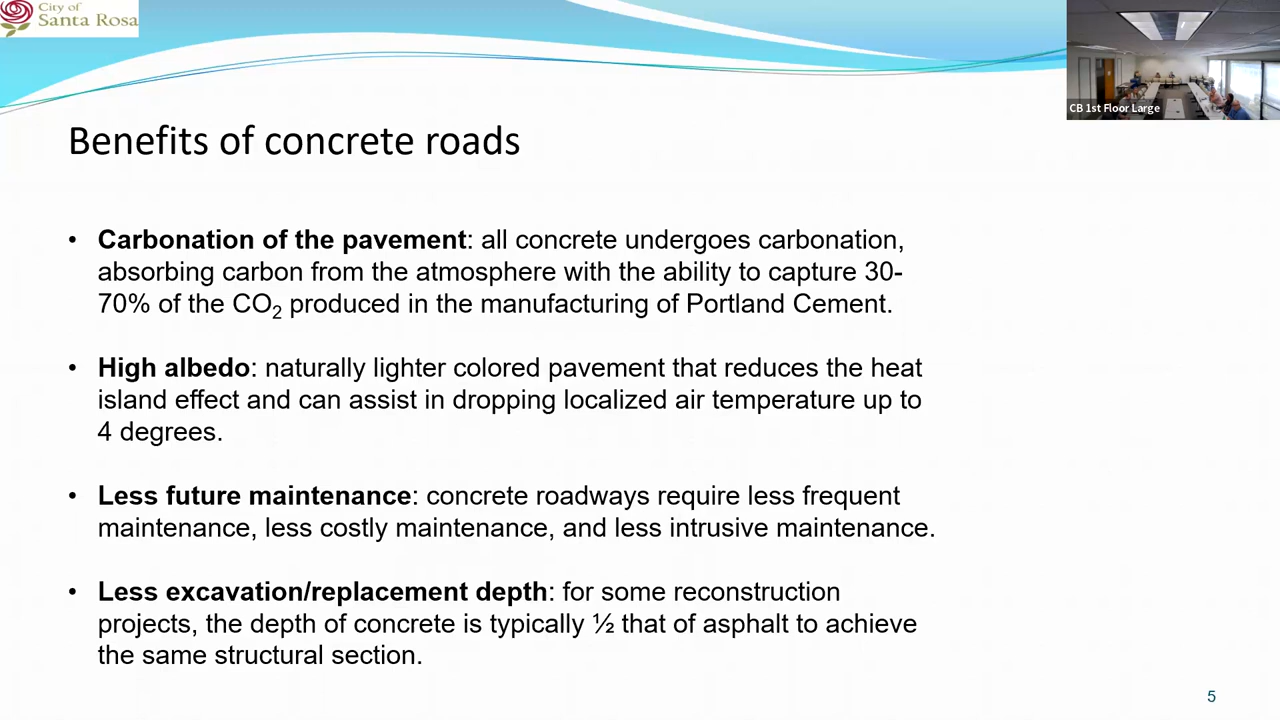 City of
Santa Rosa
CB 1st Floor Large
Benefits of concrete roads
• Carbonation of the pavement: all concrete undergoes carbonation,
absorbing carbon from the atmosphere with the ability to capture 30-
70% of the CO₂ produced in the manufacturing of Portland Cement.
• High albedo: naturally lighter colored pavement that reduces the heat
island effect and can assist in dropping localized air temperature up to
4 degrees.
• Less future maintenance: concrete roadways require less frequent
maintenance, less costly maintenance, and less intrusive maintenance.
• Less excavation/replacement depth: for some reconstruction
projects, the depth of concrete is typically ½ that of asphalt to achieve
the same structural section.
5